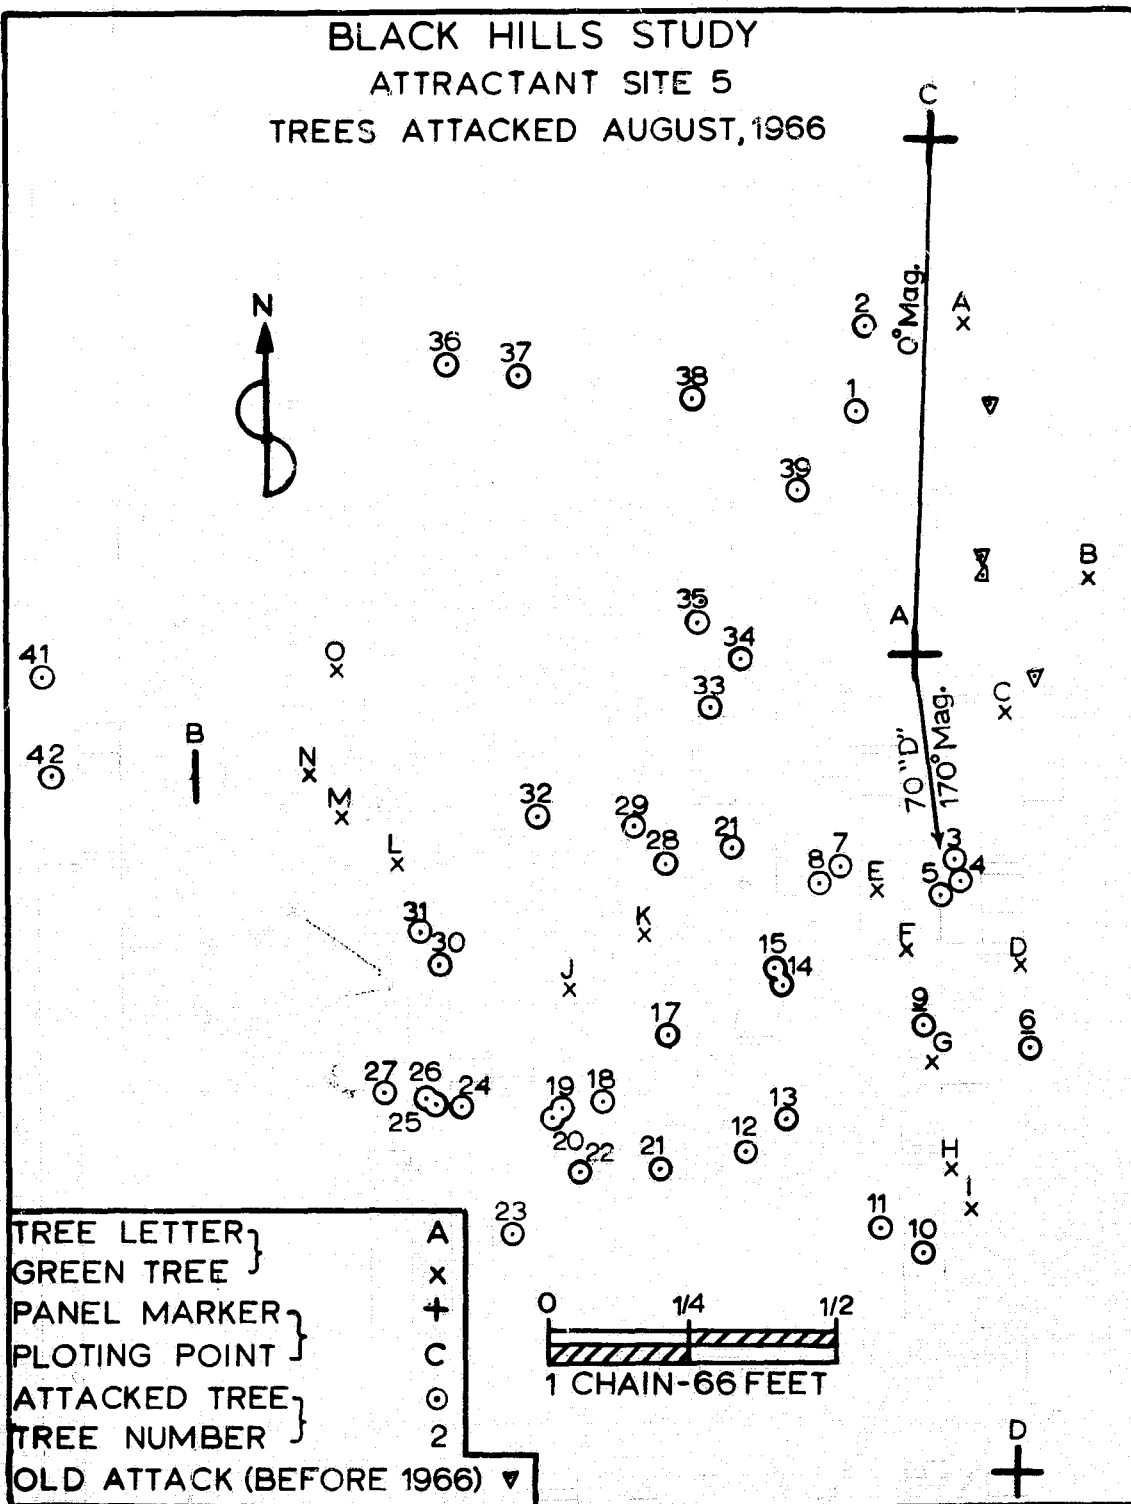 BLACK HILLS STUDY
ATTRACTANT SITE 5
TREES ATTACKED AUGUST, 1966
C
N
2
A
0° Mag.
36
37
38
1
39
B
35
A
34
41
O
33
C
B
42
N
M
70 "D"
170° Mag.
32
29
28
21
7
8
L
E
3
5
4
31
K
F
D
30
15
14
J
17
9
6
G
27
26
24
19
18
13
25
12
20
22
21
H
I
23
11
10
TREE LETTER A
GREEN TREE x
PANEL MARKER +
PLOTING POINT C
ATTACKED TREE
TREE NUMBER 2
OLD ATTACK (BEFORE 1966)
0 1/4 1/2
1 CHAIN-66 FEET
D